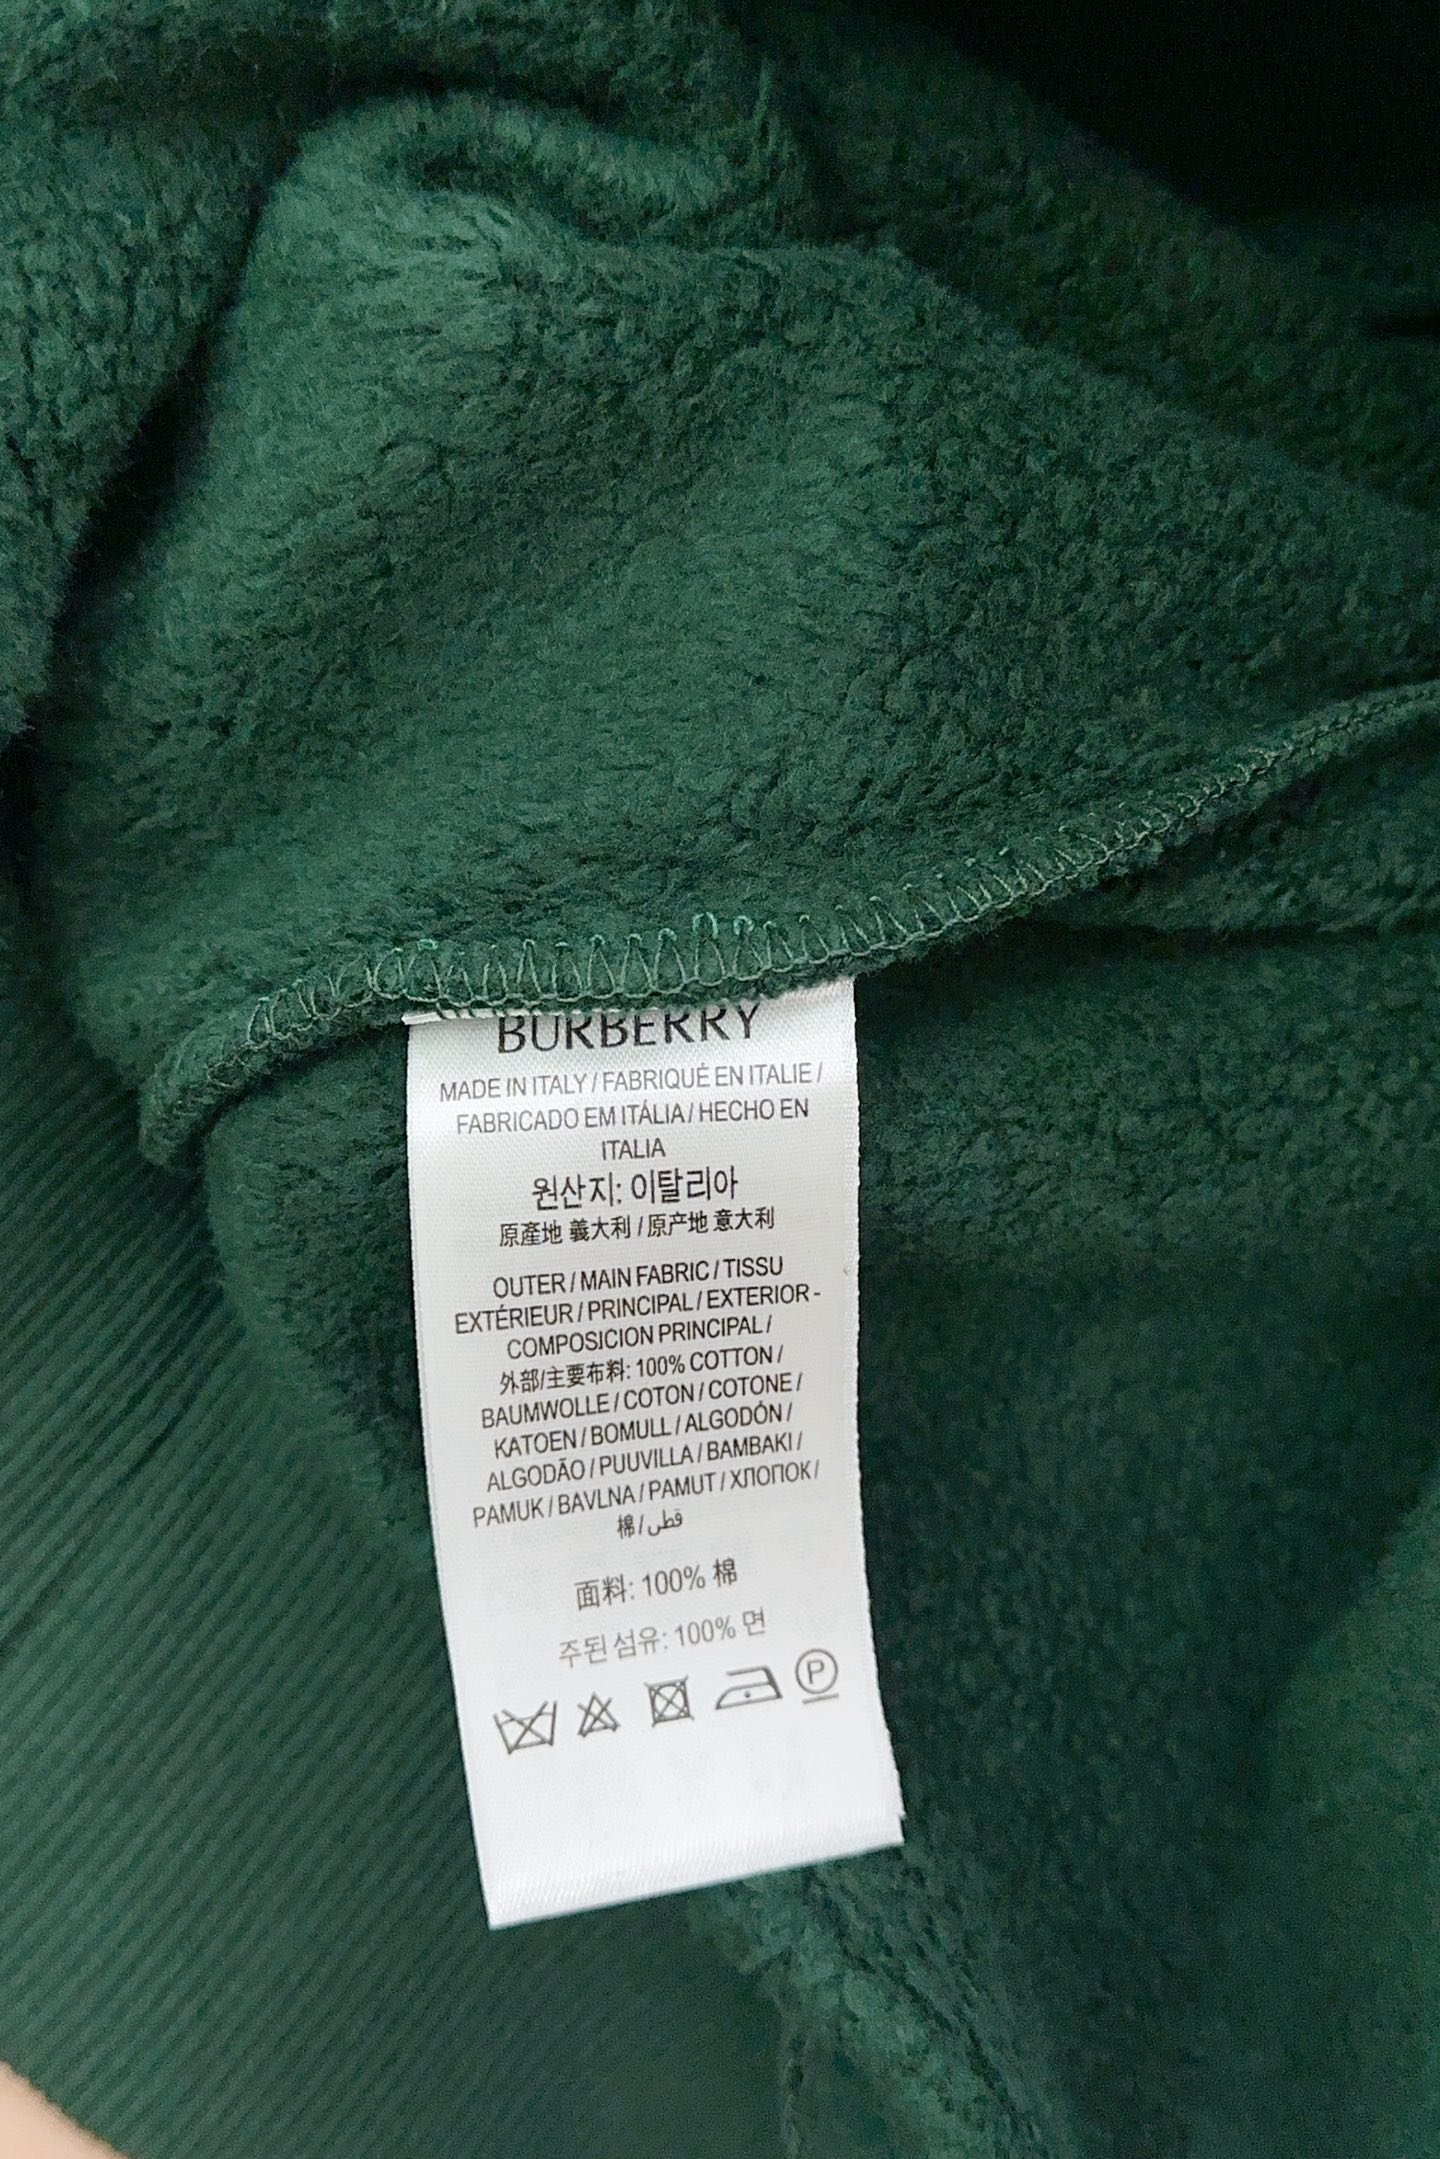 BURBERRY
MADE IN ITALY / FABRIQUÉ EN ITALIE /
FABRICADO EM ITÁLIA / HECHO EN
ITALIA
원산지: 이탈리아
原產地 義大利 / 原产地 意大利
OUTER / MAIN FABRIC / TISSU
EXTÉRIEUR / PRINCIPAL / EXTERIOR -
COMPOSICION PRINCIPAL /
外部/主要布料: 100% COTTON /
BAUMWOLLE / COTON / COTONE /
KATOEN / BOMULL / ALGODÓN /
ALGODÃO / PUUVILLA / BAMBAKI /
PAMUK / BAVLNA / PAMUT / ХЛОПОК /
棉 / قطن
面料: 100% 棉
주된 섬유: 100% 면
P